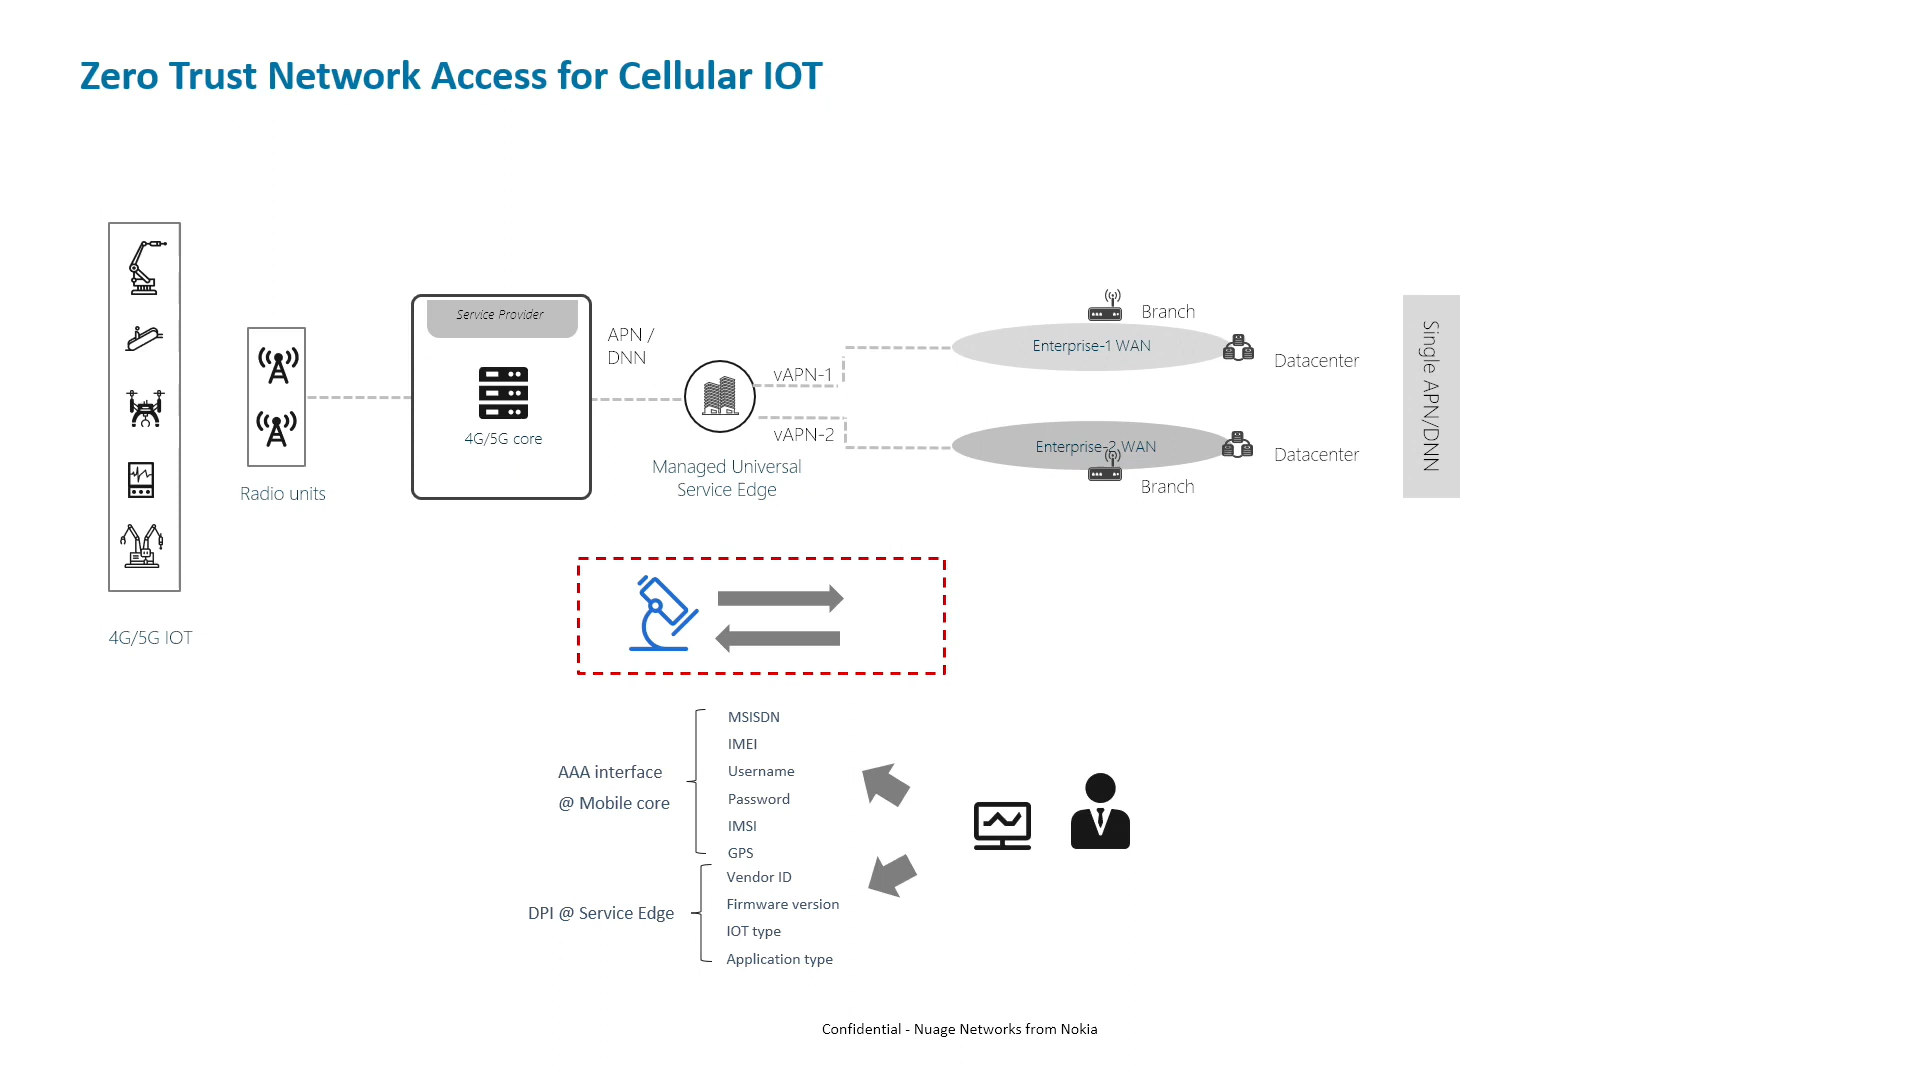 Zero Trust Network Access for Cellular IOT
4G/5G IOT
Radio units
Service Provider
4G/5G core
APN /
DNN
Managed Universal
Service Edge
vAPN-1
vAPN-2
Branch
Enterprise-1 WAN
Datacenter
Enterprise-2 WAN
Datacenter
Branch
Single APN/DNN
AAA interface
@ Mobile core
MSISDN
IMEI
Username
Password
IMSI
GPS
DPI @ Service Edge
Vendor ID
Firmware version
IOT type
Application type
Confidential - Nuage Networks from Nokia